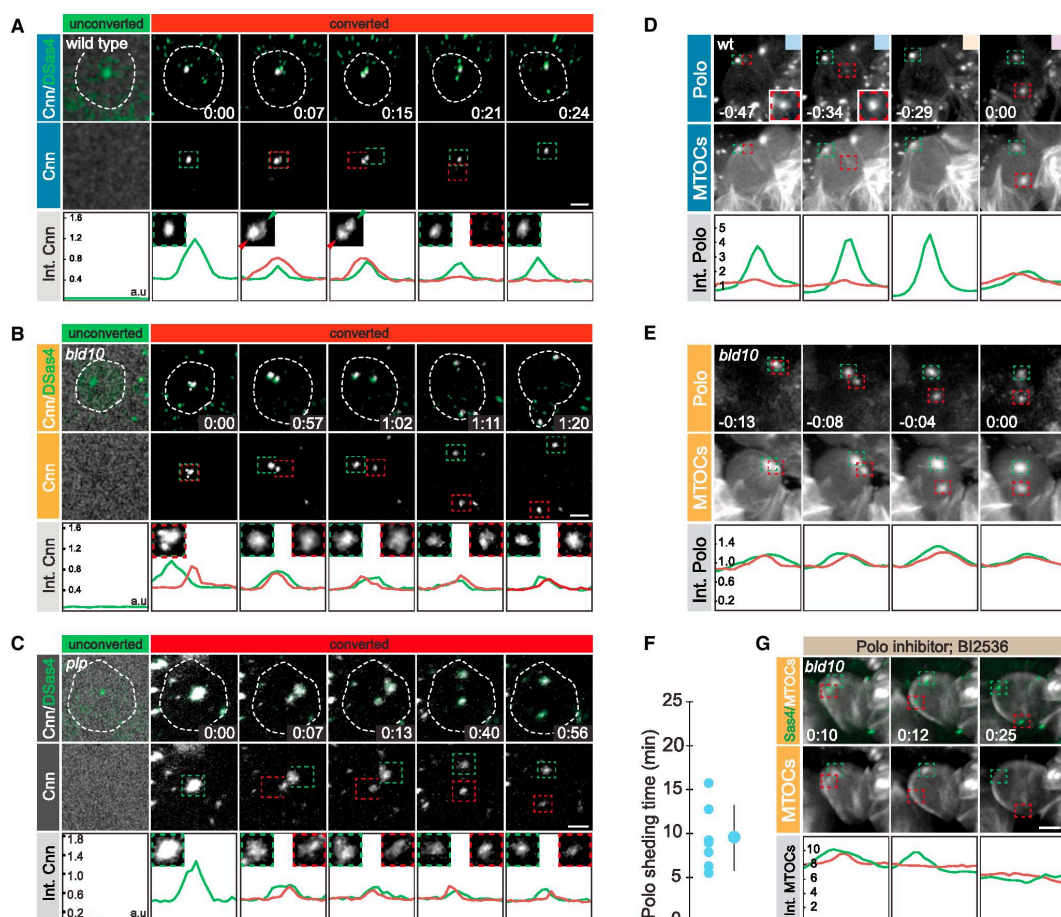 A
unconverted
converted
Cnn/DSas4
wild type
0:00
0:07
0:15
0:21
0:24
Cnn
Int. Cnn
1.6
1.2
0.8
0.4
a.u
B
unconverted
converted
Cnn/DSas4
bld10
0:00
0:57
1:02
1:11
1:20
Cnn
Int. Cnn
1.6
1.2
0.8
0.4
a.u
C
unconverted
converted
Cnn/DSas4
plp
0:00
0:07
0:13
0:40
0:56
Cnn
Int. Cnn
1.4
1.0
0.6
0.2
a.u
D
Polo
wt
-0:47
-0:34
-0:29
0:00
MTOCs
Int. Polo
5
4
3
2
1
E
Polo
bld10
-0:13
-0:08
-0:04
0:00
MTOCs
Int. Polo
1.4
1.0
0.6
0.2
F
Polo sheding time (min)
25
20
15
10
5
0
G
Polo inhibitor; BI2536
Sas4/MTOCs
bld10
0:10
0:12
0:25
MTOCs
Int. MTOCs
10
8
6
4
2